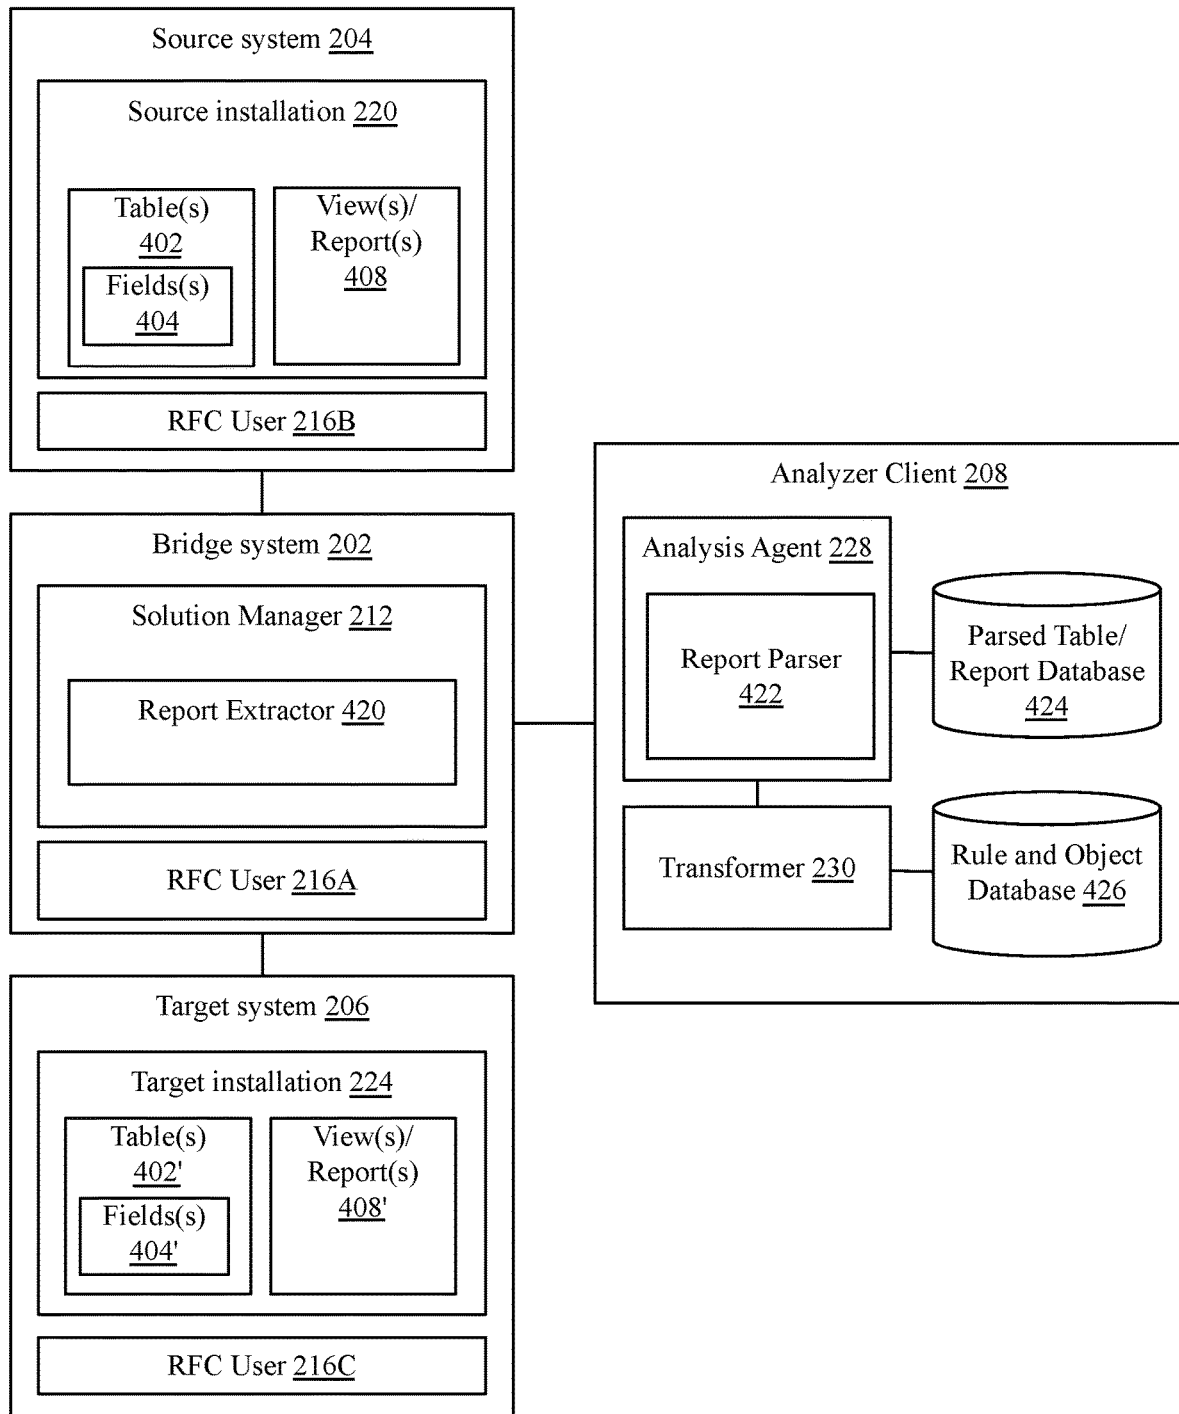 Source system 204
Source installation 220
Table(s)
402
Fields(s)
404
View(s)/
Report(s)
408
RFC User 216B
Bridge system 202
Solution Manager 212
Report Extractor 420
RFC User 216A
Target system 206
Target installation 224
Table(s)
402'
Fields(s)
404'
View(s)/
Report(s)
408'
RFC User 216C
Analyzer Client 208
Analysis Agent 228
Report Parser
422
Parsed Table/
Report Database
424
Transformer 230
Rule and Object
Database 426